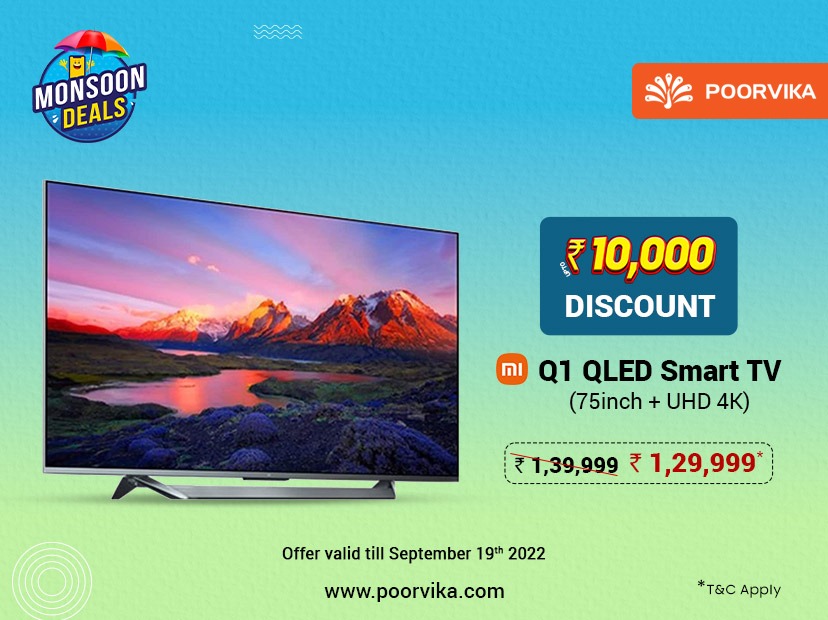 MONSOON
DEALS
POORVIKA
UPTO ₹ 10,000
DISCOUNT
mi Q1 QLED Smart TV
(75inch + UHD 4K)
₹ 1,39,999 ₹ 1,29,999*
Offer valid till September 19th 2022
www.poorvika.com
*T&C Apply